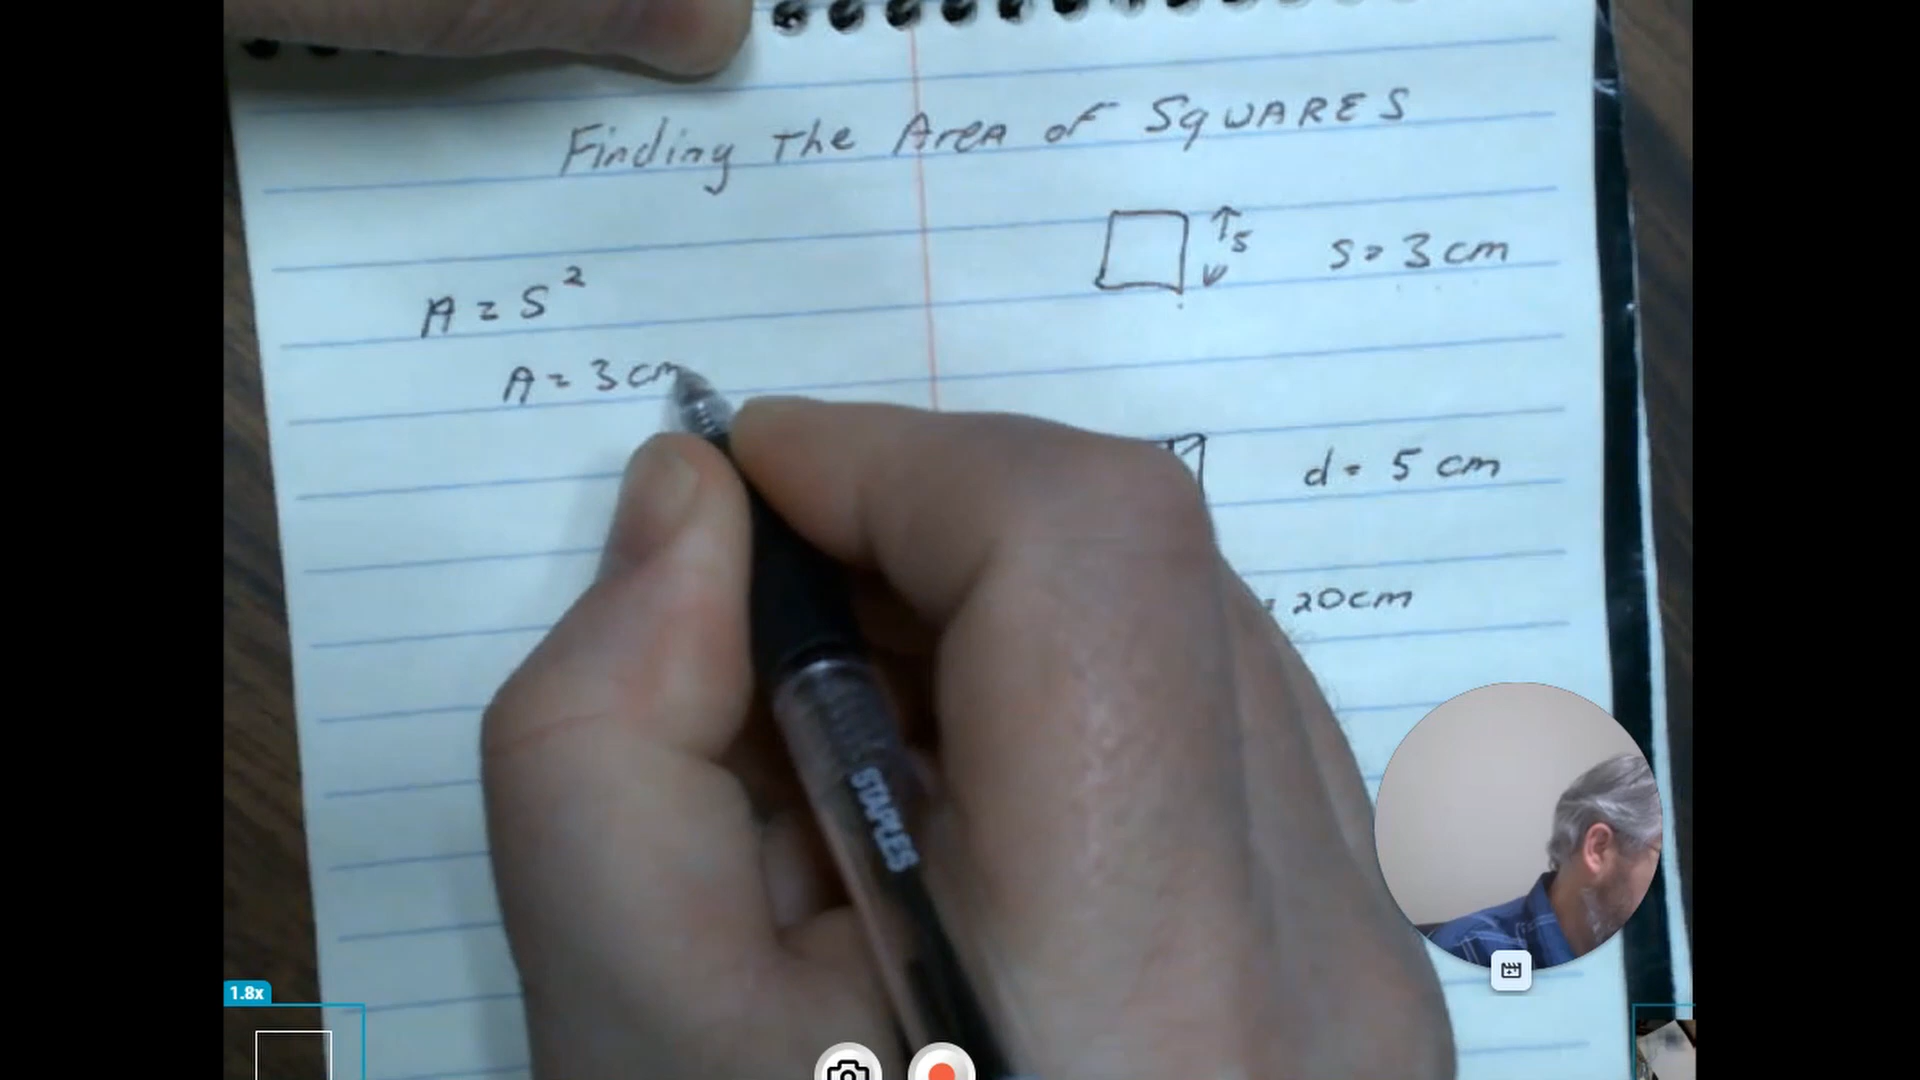 Finding The Area of SqUARES
s
s = 3 cm
A = S²
A = 3 cm
d = 5 cm
= 20cm
STAPLES
1.8x